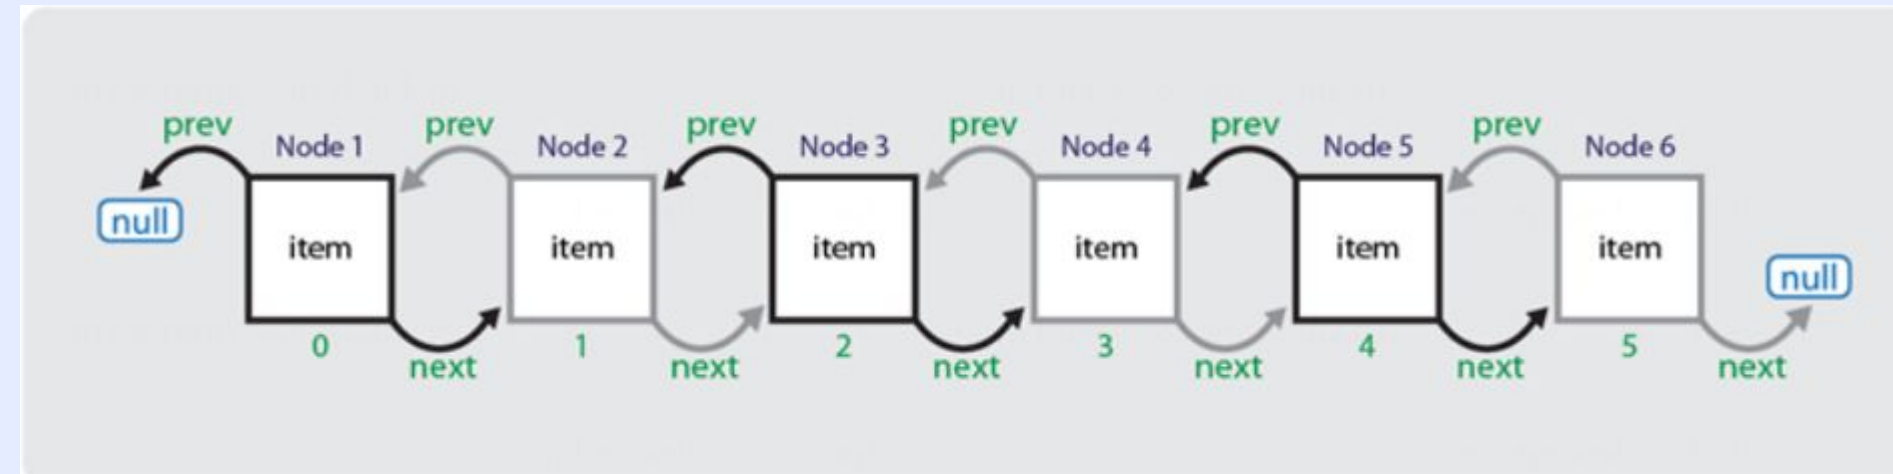 prev prev prev prev prev prev
Node 1 Node 2 Node 3 Node 4 Node 5 Node 6
null
item item item item item item
null
0 1 2 3 4 5
next next next next next next